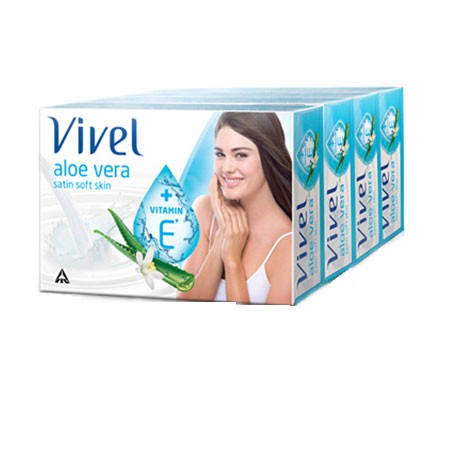 Vivel
aloe vera
satin soft skin
+
VITAMIN
E*
Vivel
aloe vera
Vivel
aloe vera
Vivel
aloe vera
Vivel
aloe vera